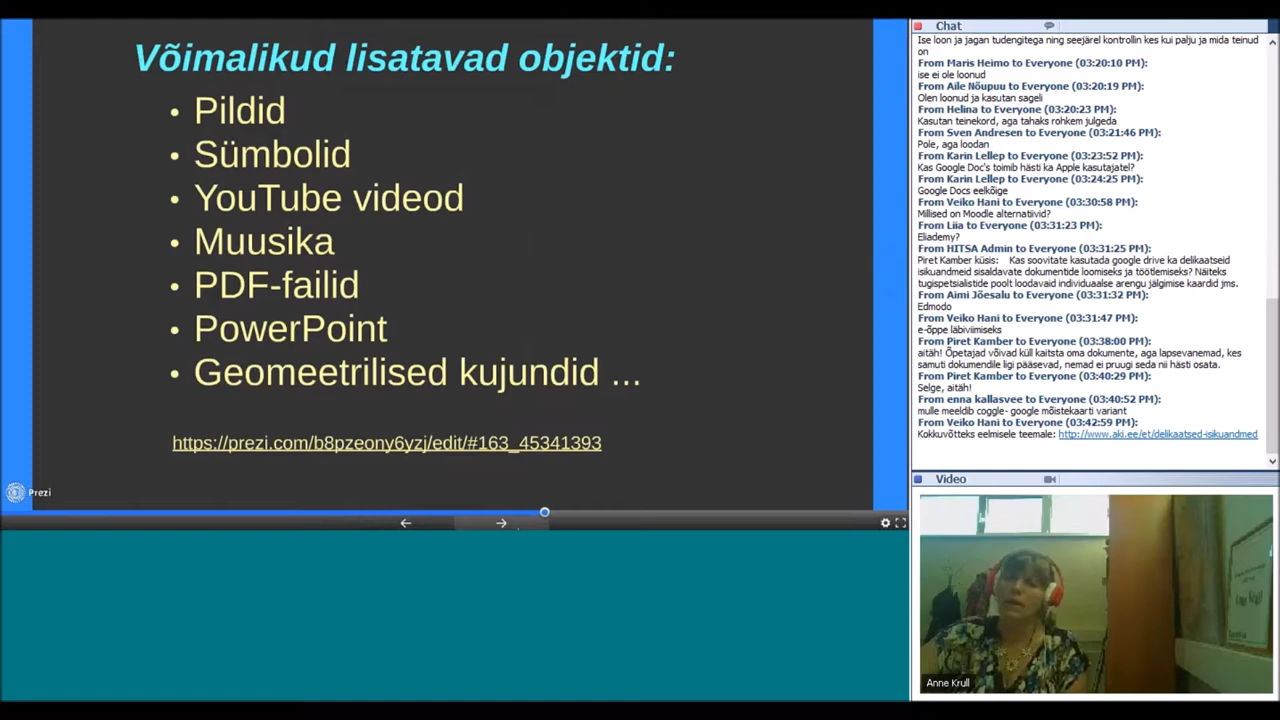 Võimalikud lisatavad objektid:
• Pildid
• Sümbolid
• YouTube videod
• Muusika
• PDF-failid
• PowerPoint
• Geomeetrilised kujundid ...
https://prezi.com/b8pzeony6yzj/edit/#163_45341393
Prezi
Chat
Ise loon ja jagan tudengitega ning seejärel kontrollin kes kui palju ja mida teinud
on
From Maris Heimo to Everyone (03:20:10 PM):
ise ei ole loonud
From Aile Nõupuu to Everyone (03:20:19 PM):
Olen loonud ja kasutan sageli
From Helina to Everyone (03:20:23 PM):
Kasutan teinekord, aga tahaks rohkem julgeda
From Sven Andresen to Everyone (03:21:46 PM):
Pole, aga loodan
From Karin Lellep to Everyone (03:23:52 PM):
Kas Google Doc's toimib hästi ka Apple kasutajatel?
From Karin Lellep to Everyone (03:24:25 PM):
Google Docs eelkõige
From Veiko Hani to Everyone (03:30:58 PM):
Millised on Moodle alternatiivid?
From Liia to Everyone (03:31:23 PM):
Eliademy?
From HITSA Admin to Everyone (03:31:25 PM):
Piret Kamber küsis: Kas soovitate kasutada google drive ka delikaatseid
isikuandmeid sisaldavate dokumentide loomiseks ja töötlemiseks? Näiteks
tugispetsialistide poolt loodavaid individuaalse arengu jälgimise kaardid jms.
From Aimi Jõesalu to Everyone (03:31:32 PM):
Edmodo
From Veiko Hani to Everyone (03:31:47 PM):
e-õppe läbiviimiseks
From Piret Kamber to Everyone (03:38:00 PM):
aitäh! Õpetajad võivad küll kaitsta oma dokumente, aga lapsevanemad, kes
samuti dokumendile ligi pääsevad, nemad ei pruugi seda nii hästi osata.
From Piret Kamber to Everyone (03:40:29 PM):
Selge, aitäh!
From enna kallasvee to Everyone (03:40:52 PM):
mulle meeldib coggle- google mõistekaarti variant
From Veiko Hani to Everyone (03:42:59 PM):
Kokkuvõtteks eelmisele teemale: http://www.aki.ee/et/delikaatsed-isikuandmed
Video
Anne Krull